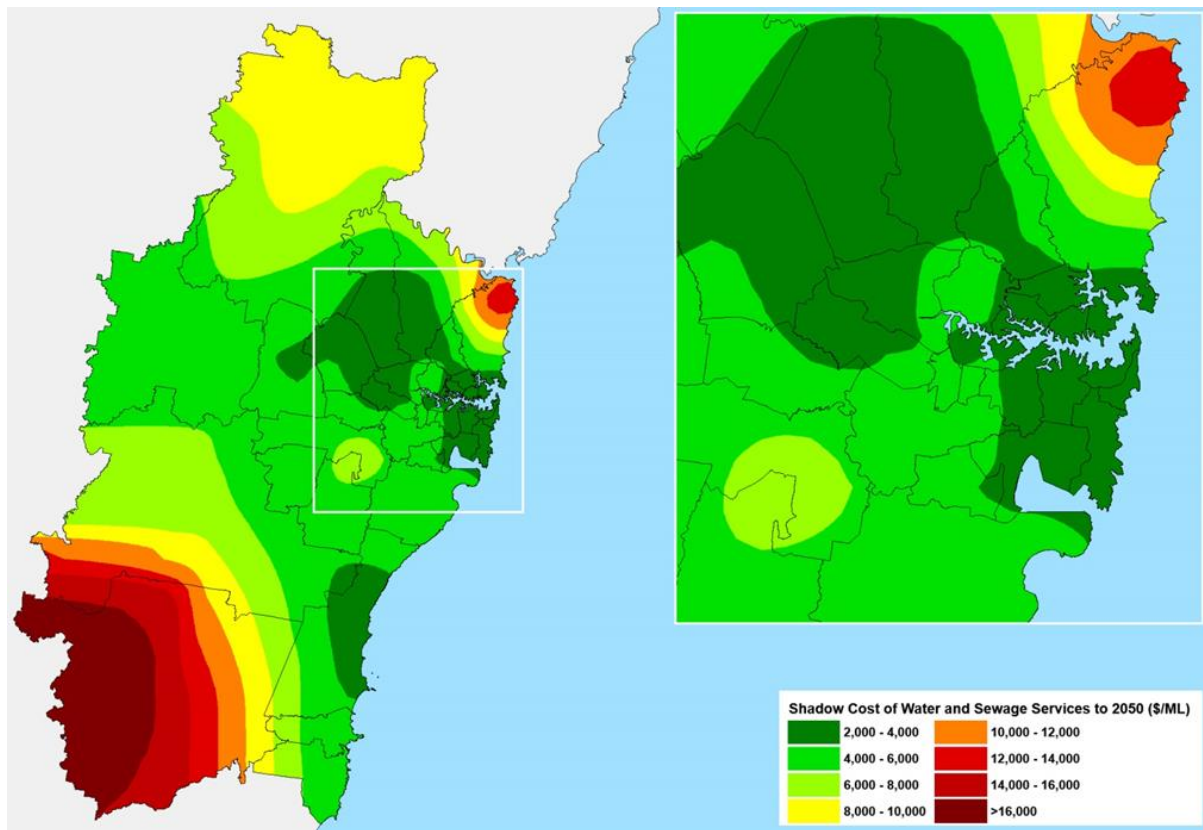 Shadow Cost of Water and Sewage Services to 2050 ($/ML)
2,000 - 4,000
10,000 - 12,000
4,000 - 6,000
12,000 - 14,000
6,000 - 8,000
14,000 - 16,000
8,000 - 10,000
>16,000